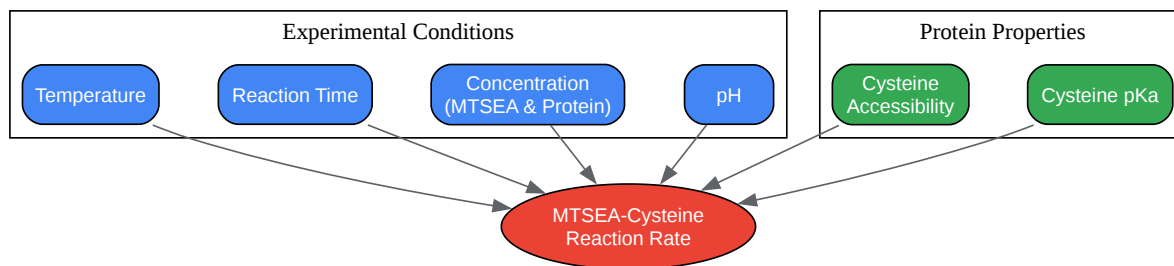 Experimental Conditions
Protein Properties
Temperature
Reaction Time
Concentration
(MTSEA & Protein)
pH
Cysteine
Accessibility
Cysteine pKa
MTSEA-Cysteine
Reaction Rate